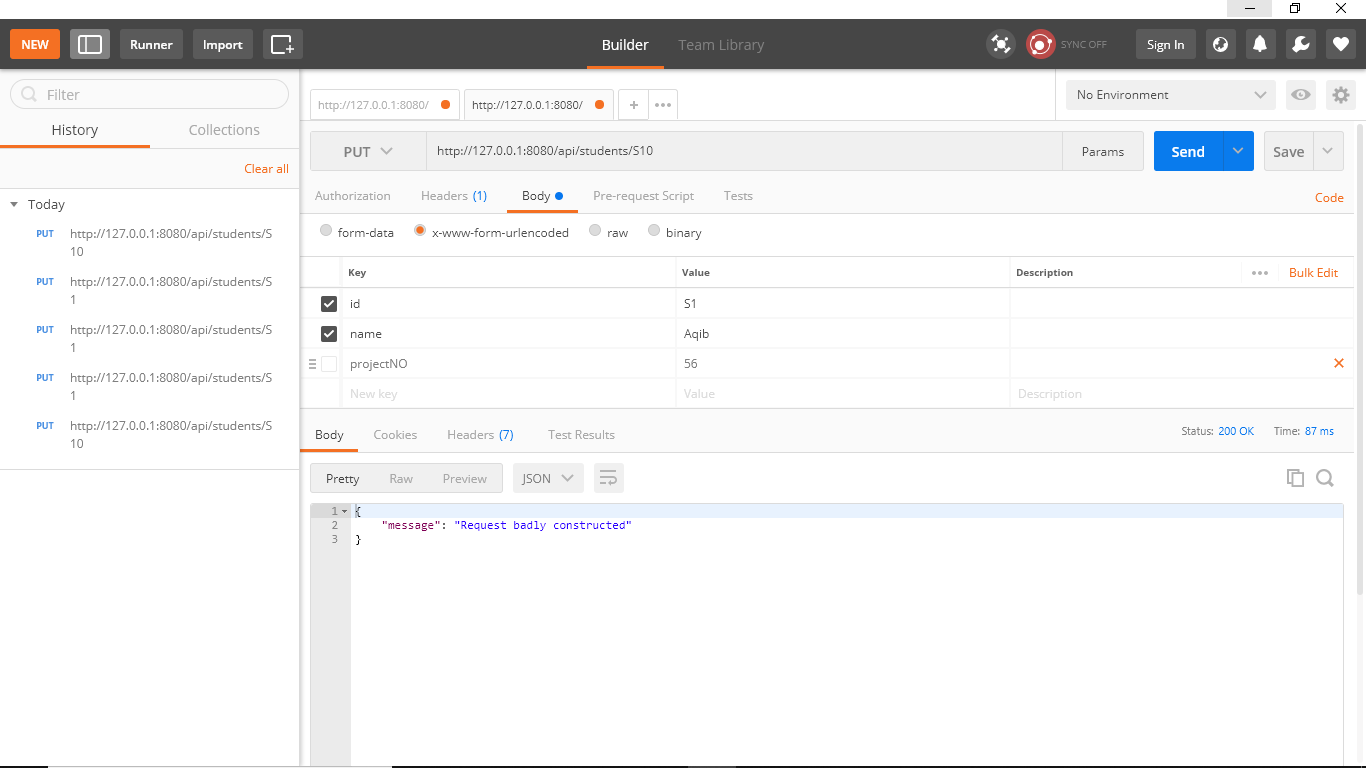 NEW Runner Import Builder Team Library SYNC OFF Sign In
Filter
http://127.0.0.1:8080/ http://127.0.0.1:8080/ + ••• No Environment
History Collections
PUT http://127.0.0.1:8080/api/students/S10 Params Send Save
Clear all
Authorization Headers (1) Body Pre-request Script Tests Code
Today
form-data x-www-form-urlencoded raw binary
PUT http://127.0.0.1:8080/api/students/S
10
PUT http://127.0.0.1:8080/api/students/S
1
PUT http://127.0.0.1:8080/api/students/S
1
PUT http://127.0.0.1:8080/api/students/S
1
PUT http://127.0.0.1:8080/api/students/S
10
Key Value Description ••• Bulk Edit
id S1
name Aqib
projectNO 56
New key Value Description
Body Cookies Headers (7) Test Results Status: 200 OK Time: 87 ms
Pretty Raw Preview JSON
1 {
2 "message": "Request badly constructed"
3 }